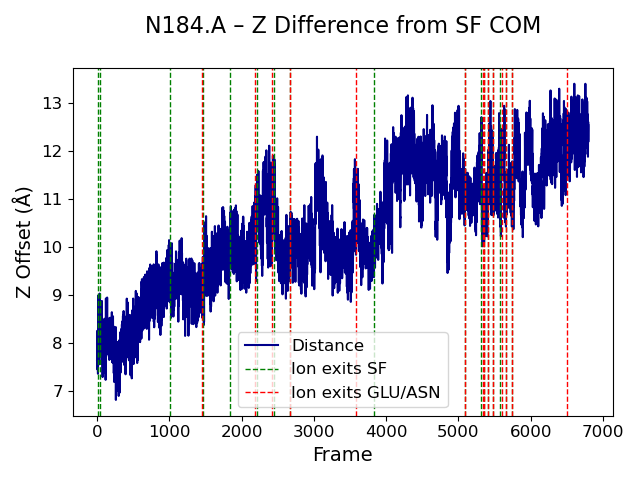 N184.A – Z Difference from SF COM
Z Offset (Å)
13
12
11
10
9
8
7
Distance
Ion exits SF
Ion exits GLU/ASN
0 1000 2000 3000 4000 5000 6000 7000
Frame